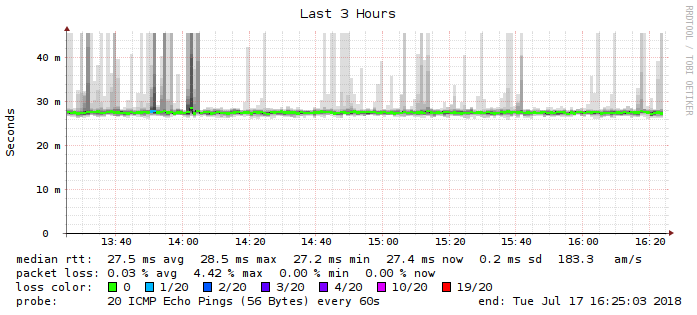 Last 3 Hours
RRDTOOL / TOBI OETIKER
Seconds
40 m
30 m
20 m
10 m
0
13:40 14:00 14:20 14:40 15:00 15:20 15:40 16:00 16:20
median rtt: 27.5 ms avg 28.5 ms max 27.2 ms min 27.4 ms now 0.2 ms sd 183.3 am/s
packet loss: 0.03 % avg 4.42 % max 0.00 % min 0.00 % now
loss color: 0 1/20 2/20 3/20 4/20 10/20 19/20
probe: 20 ICMP Echo Pings (56 Bytes) every 60s end: Tue Jul 17 16:25:03 2018